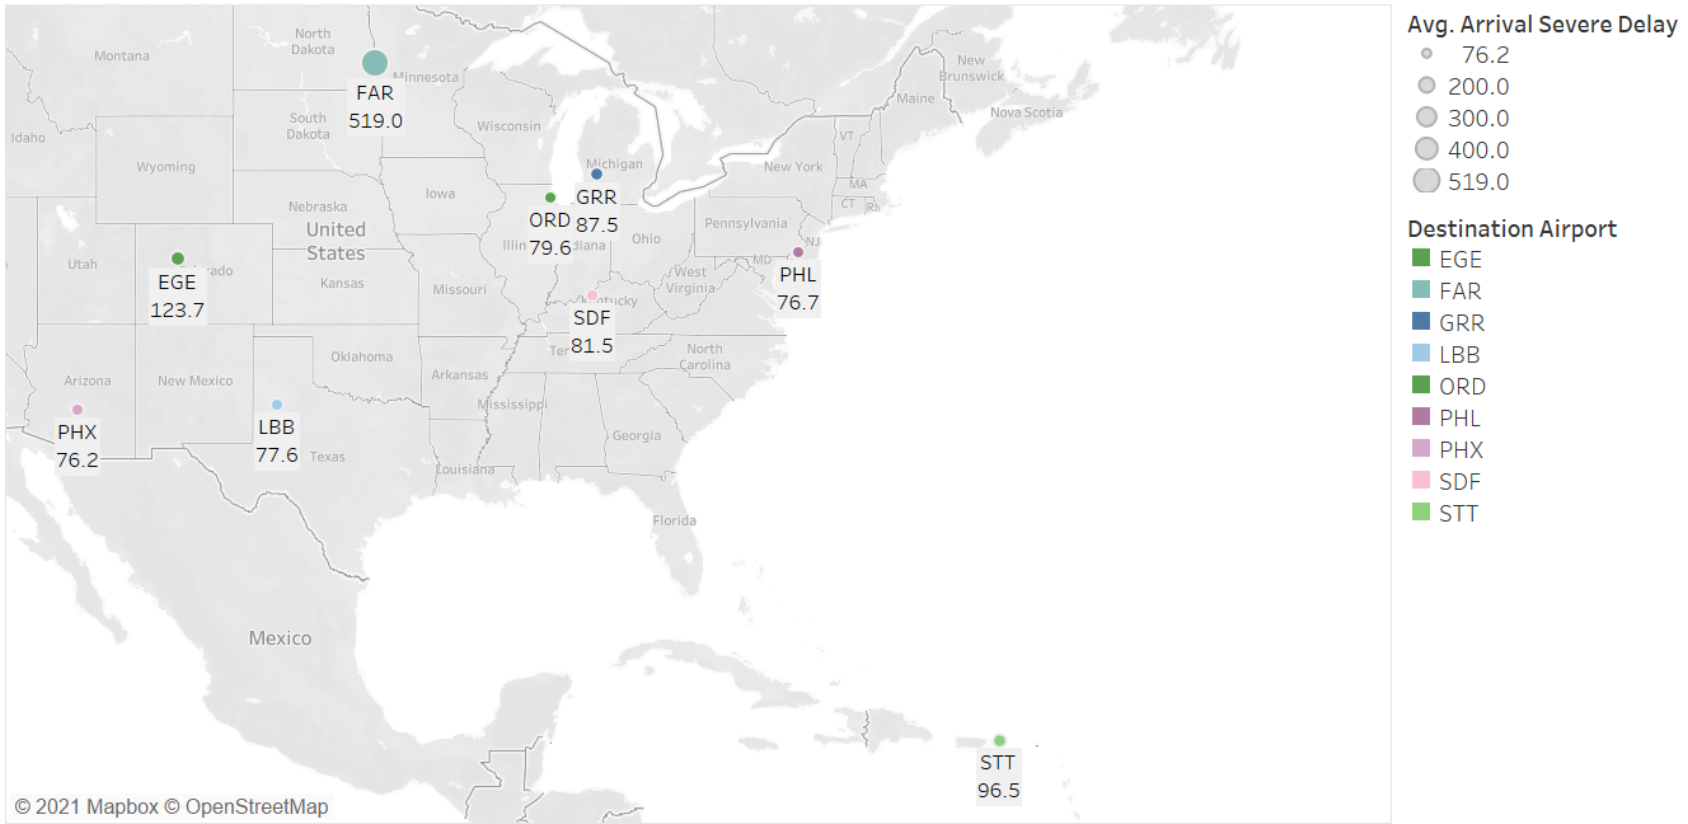 Montana
North
Dakota
Minnesota
FAR
519.0
Idaho
South
Dakota
Wisconsin
Wyoming
Michigan
Iowa
Nebraska
United
States
GRR
87.5
ORD
79.6
Ohio
Pennsylvania
New York
VT
MA
CT
NJ
MD
Maine
New
Brunswick
Nova Scotia
Utah
EGE
123.7
Kansas
Missouri
West
Virginia
PHL
76.7
SDF
81.5
Oklahoma
Arkansas
North
Carolina
Arizona
New Mexico
PHX
76.2
LBB
77.6
Texas
Mississippi
Georgia
Louisiana
Florida
Mexico
STT
96.5
© 2021 Mapbox © OpenStreetMap
Avg. Arrival Severe Delay
76.2
200.0
300.0
400.0
519.0
Destination Airport
EGE
FAR
GRR
LBB
ORD
PHL
PHX
SDF
STT